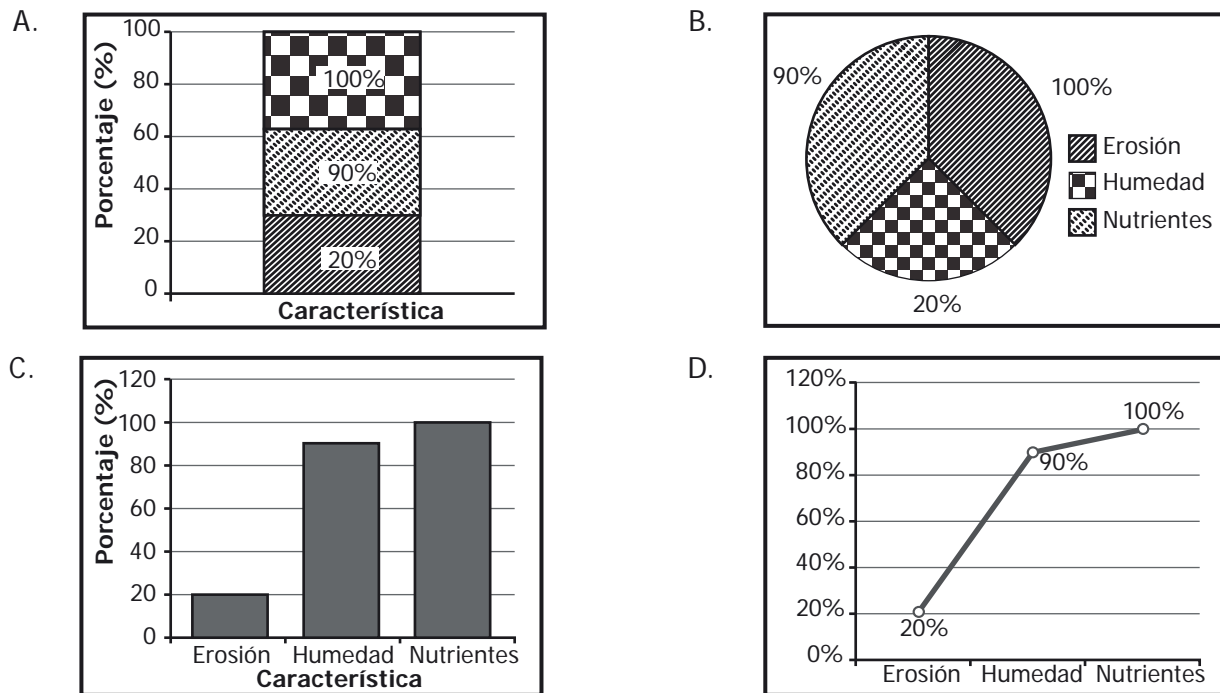 A.
Porcentaje (%)
100
80
60
40
20
0
100%
90%
20%
Característica
B.
90%
100%
20%
Erosión
Humedad
Nutrientes
C.
Porcentaje (%)
120
100
80
60
40
20
0
Erosión Humedad Nutrientes
Característica
D.
120%
100%
80%
60%
40%
20%
0%
100%
90%
20%
Erosión Humedad Nutrientes